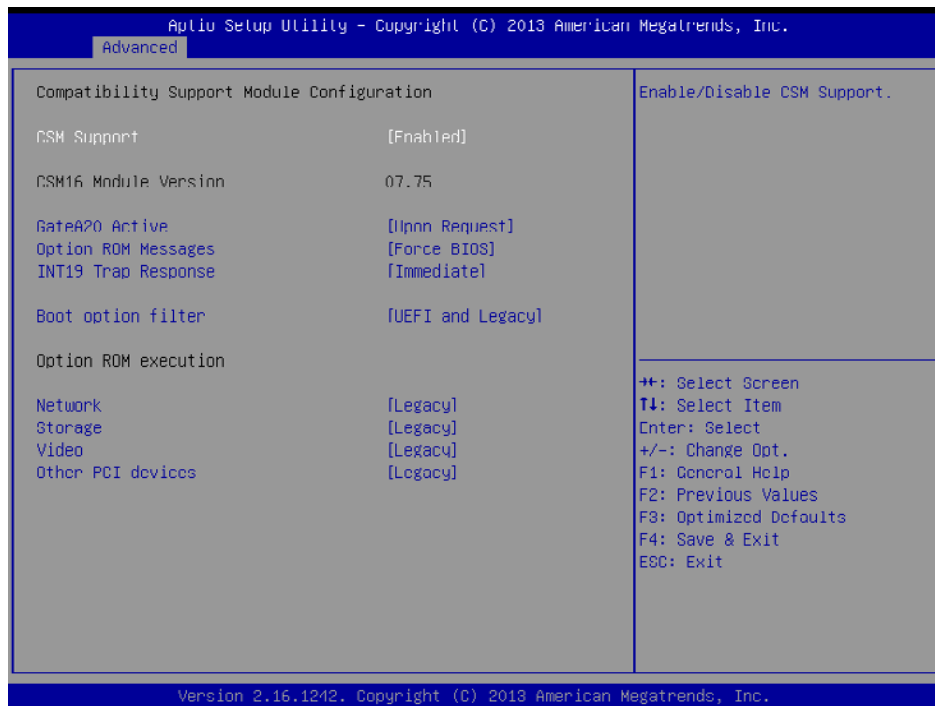 Aptio Setup Utility – Copyright (C) 2013 American Megatrends, Inc.
Advanced
Compatibility Support Module Configuration
Enable/Disable CSM Support.
CSM Support [Enabled]
CSM16 Module Version 07.75
GateA20 Active [Upon Request]
Option ROM Messages [Force BIOS]
INT19 Trap Response [Immediate]
Boot option filter [UEFI and Legacy]
Option ROM execution
Network [Legacy]
Storage [Legacy]
Video [Legacy]
Other PCI devices [Legacy]
→←: Select Screen
↑↓: Select Item
Enter: Select
+/-: Change Opt.
F1: General Help
F2: Previous Values
F3: Optimized Defaults
F4: Save & Exit
ESC: Exit
Version 2.16.1242. Copyright (C) 2013 American Megatrends, Inc.